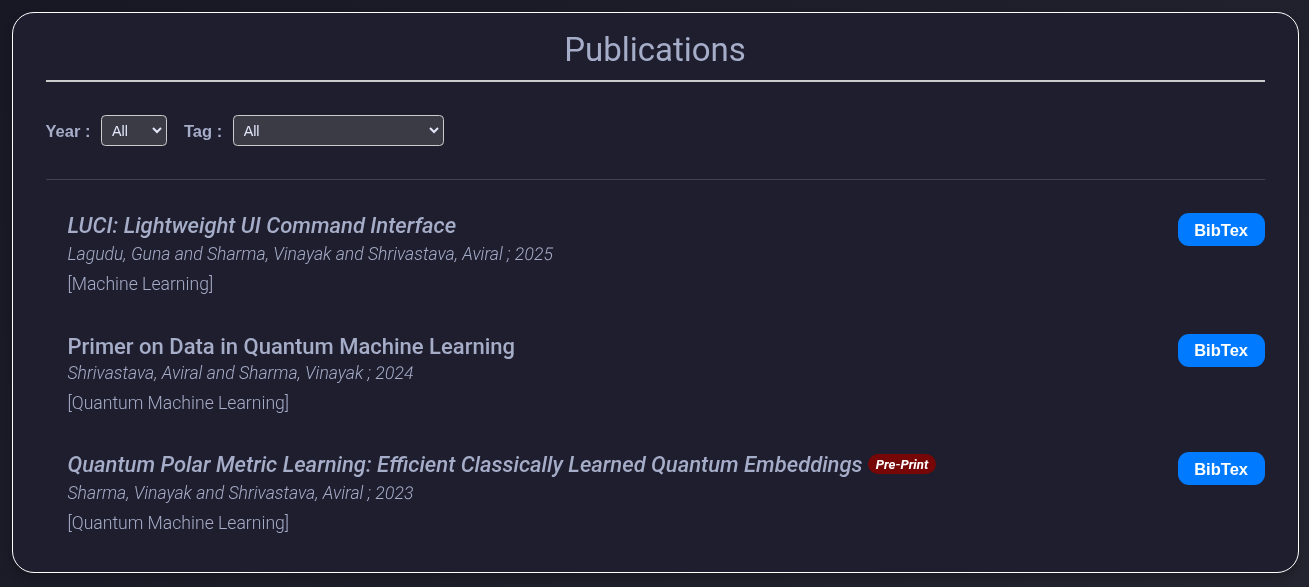 Publications
Year : All Tag : All
LUCI: Lightweight UI Command Interface BibTex
Lagudu, Guna and Sharma, Vinayak and Shrivastava, Aviral ; 2025
[Machine Learning]
Primer on Data in Quantum Machine Learning BibTex
Shrivastava, Aviral and Sharma, Vinayak ; 2024
[Quantum Machine Learning]
Quantum Polar Metric Learning: Efficient Classically Learned Quantum Embeddings Pre-Print BibTex
Sharma, Vinayak and Shrivastava, Aviral ; 2023
[Quantum Machine Learning]